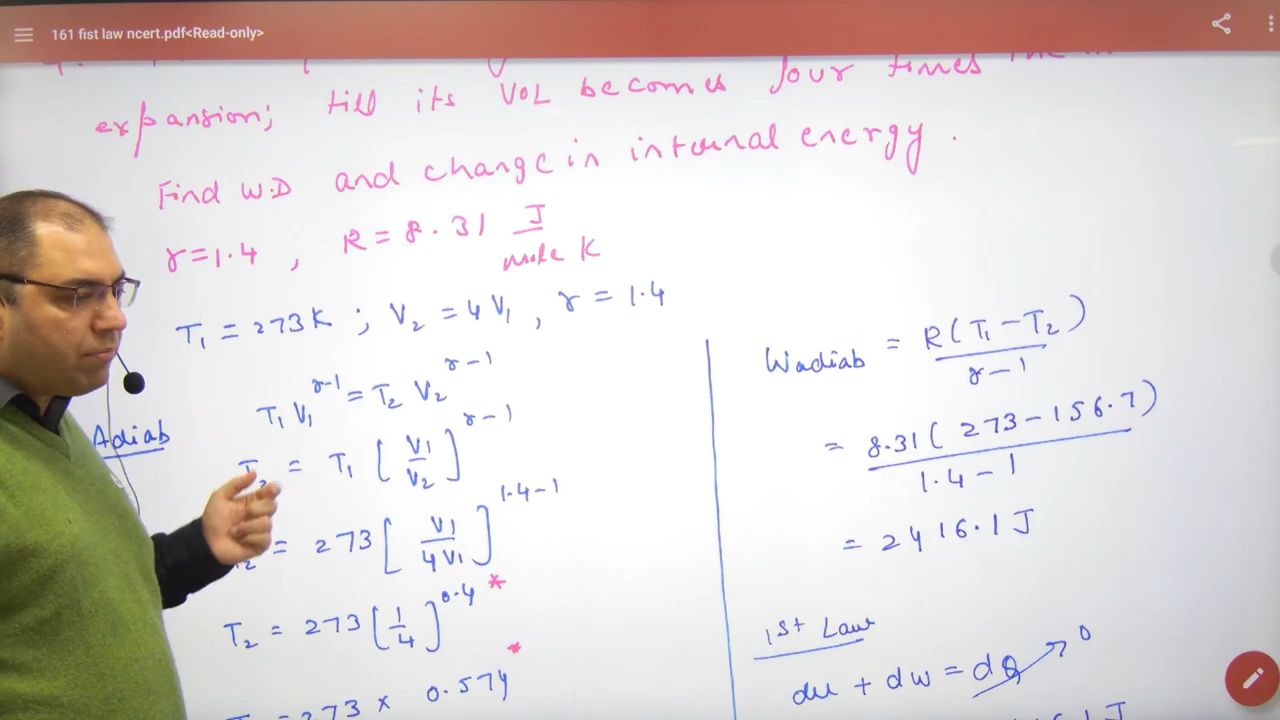 161 fist law ncert.pdf<Read-only>
expansion; till its VOL becomes four times the
Find W.D and change in internal energy.
γ=1.4 , R = 8.31 J/mole K
T₁ = 273K ; V₂ = 4V₁ , γ = 1.4
Adiab
T₁ V₁^γ-1 = T₂ V₂^γ-1
T₂ = T₁ [V₁/V₂]^γ-1
= 273 [V₁/4V₁]^1.4-1
T₂ = 273 [1/4]^0.4 *
= 273 × 0.574 *
Wadiab = R(T₁-T₂)/γ-1
= 8.31(273-156.7)/1.4-1
= 2416.1 J
1st Law
du + dw = dQ → 0